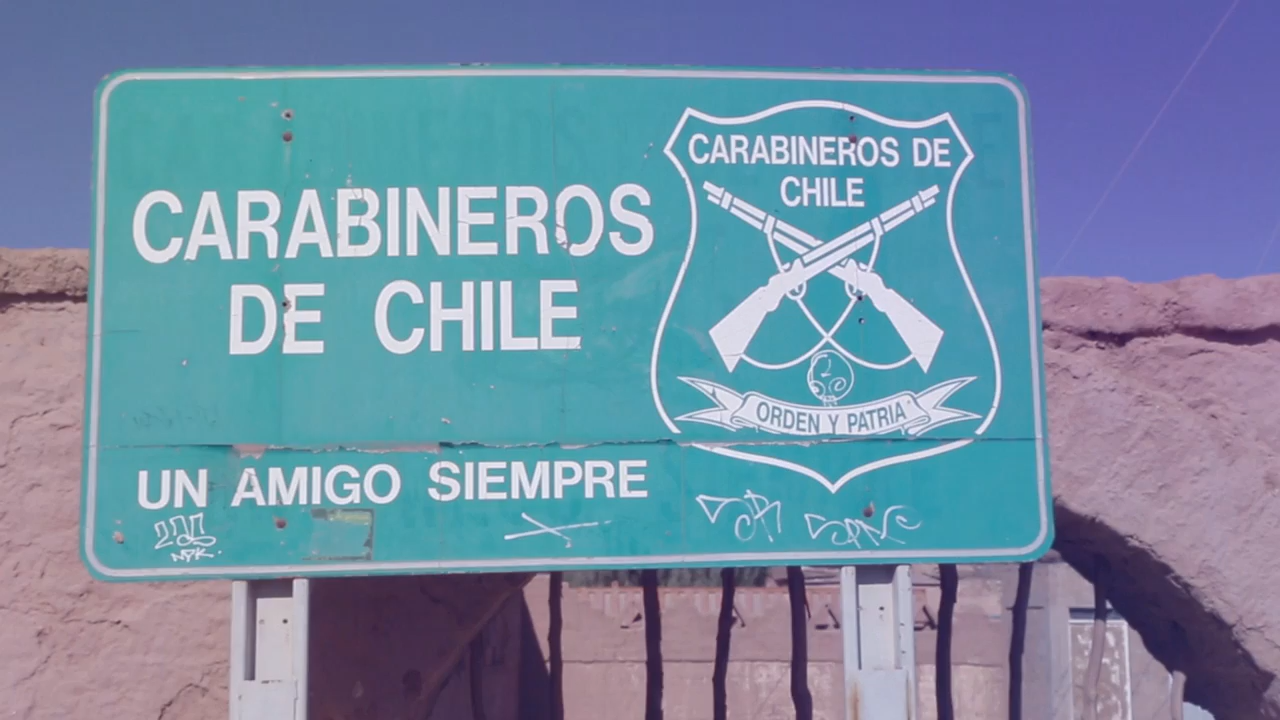 CARABINEROS
DE CHILE
UN AMIGO SIEMPRE
CARABINEROS DE
CHILE
ORDEN Y PATRIA